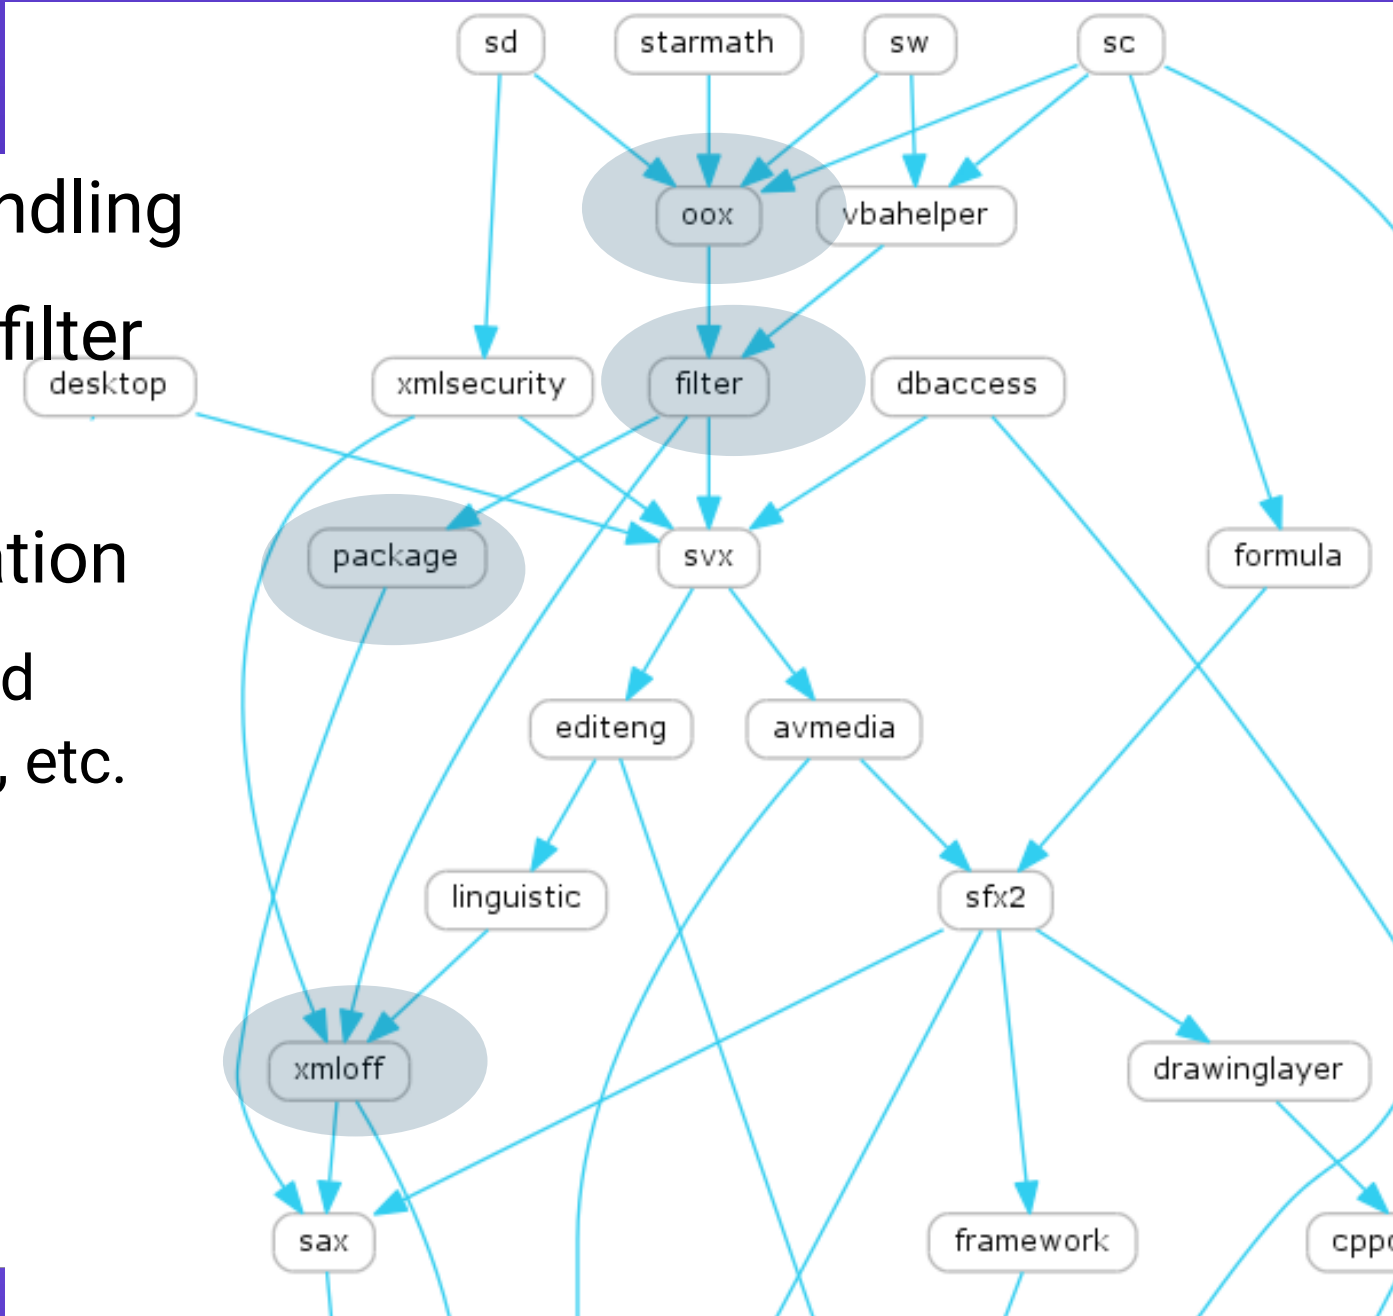 sd
starmath
sw
sc
ndling
oox
vbahelper
filter
desktop
xmlsecurity
filter
dbaccess
ation
package
svx
formula
d
editeng
avmedia
, etc.
linguistic
sfx2
xmloff
drawinglayer
sax
framework
cppc